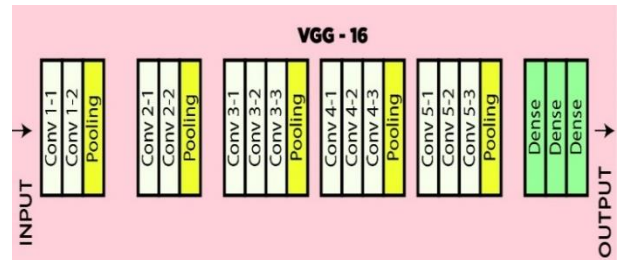 VGG - 16
INPUT
Conv 1-1
Conv 1-2
Pooling
Conv 2-1
Conv 2-2
Pooling
Conv 3-1
Conv 3-2
Conv 3-3
Pooling
Conv 4-1
Conv 4-2
Conv 4-3
Pooling
Conv 5-1
Conv 5-2
Conv 5-3
Pooling
Dense
Dense
Dense
OUTPUT